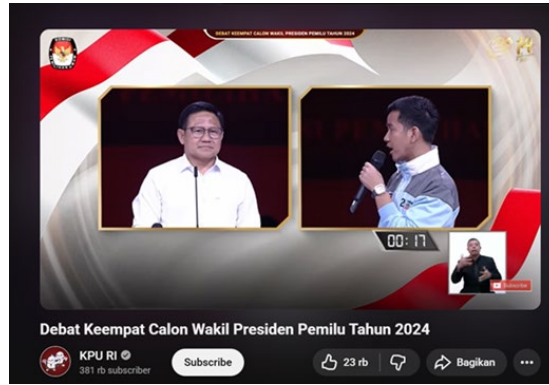 DEBAT KEEMPAT CALON WAKIL PRESIDEN PEMILU TAHUN 2024
00:17
Subscribe
Debat Keempat Calon Wakil Presiden Pemilu Tahun 2024
KPU RI
381 rb subscriber
Subscribe
23 rb
Bagikan